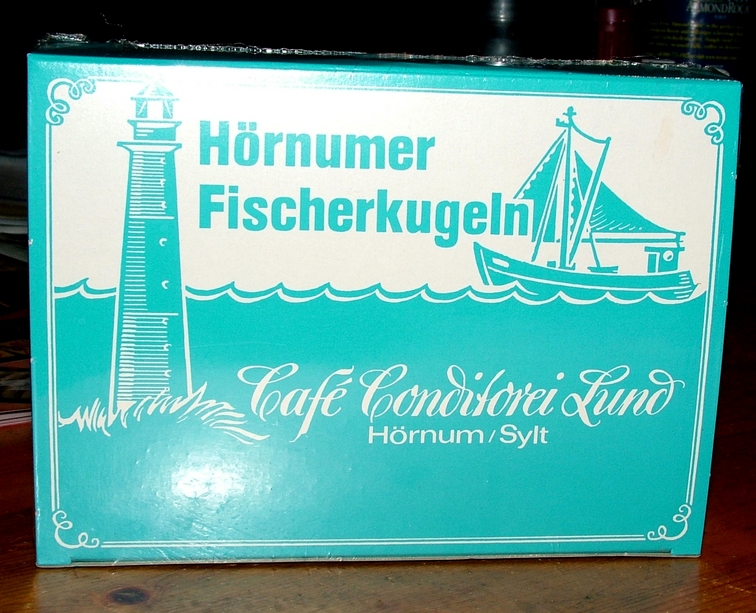 Hörnumer
Fischerkugeln
Café Conditorei Lund
Hörnum / Sylt